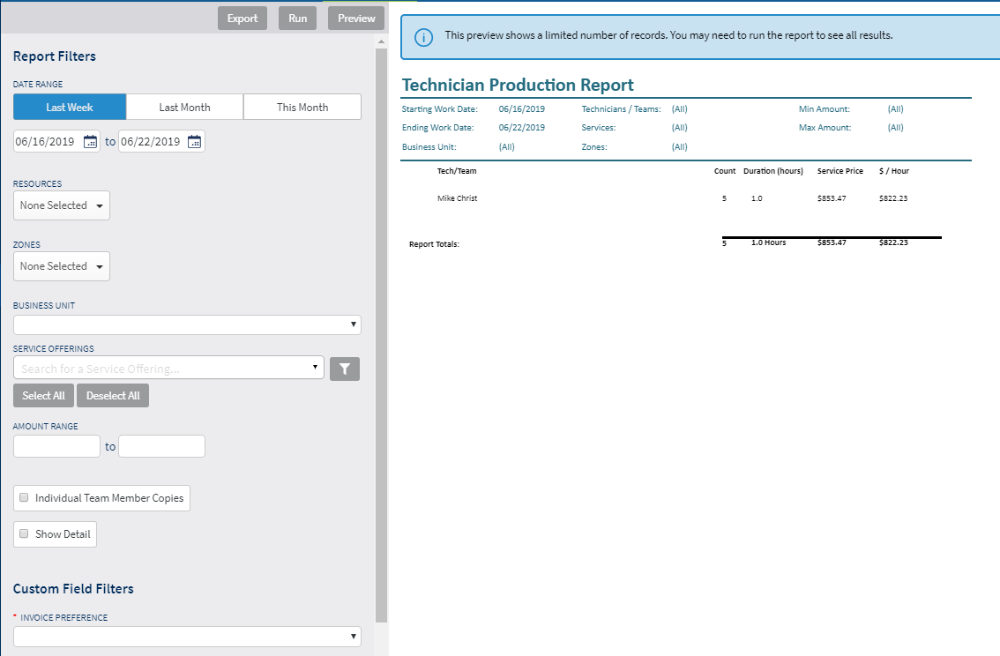 Export Run Preview
Report Filters
DATE RANGE
Last Week Last Month This Month
06/16/2019 to 06/22/2019
RESOURCES
None Selected
ZONES
None Selected
BUSINESS UNIT
SERVICE OFFERINGS
Search for a Service Offering...
Select All Deselect All
AMOUNT RANGE
to
Individual Team Member Copies
Show Detail
Custom Field Filters
* INVOICE PREFERENCE
This preview shows a limited number of records. You may need to run the report to see all results.
Technician Production Report
Starting Work Date: 06/16/2019 Technicians / Teams: (All) Min Amount: (All)
Ending Work Date: 06/22/2019 Services: (All) Max Amount: (All)
Business Unit: (All) Zones: (All)
Tech/Team Count Duration (hours) Service Price $ / Hour
Mike Christ 5 1.0 $853.47 $822.23
Report Totals: 5 1.0 Hours $853.47 $822.23